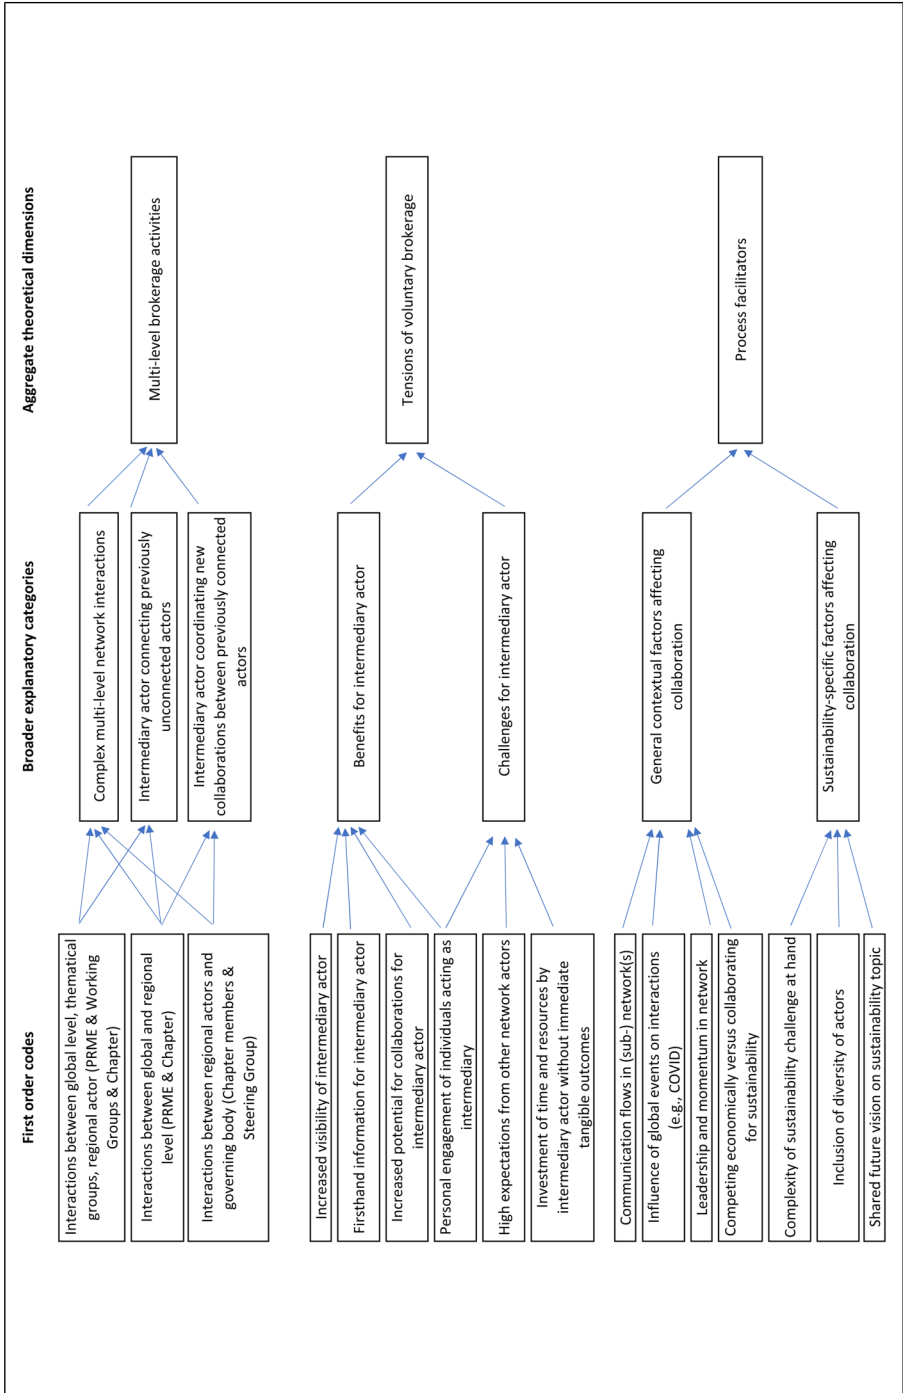 First order codes
Broader explanatory categories
Aggregate theoretical dimensions
Interactions between global level, thematic
groups, regional actor (PRME & Working
Groups & Chapter)
Interactions between global and regional
level (PRME & Chapter)
Interactions between regional actors and
governing body (Chapter members &
Steering Group)
Complex multi-level network interactions
Intermediary actor connecting previously
unconnected actors
Intermediary actor coordinating new
collaborations between previously connected
actors
Multi-level brokerage activities
Increased visibility of intermediary actor
Firsthand information for intermediary actor
Increased potential for collaborations for
intermediary actor
Personal engagement of individuals acting as
intermediary
High expectations from other network actors
Investment of time and resources by
intermediary actor without immediate
tangible outcomes
Benefits for intermediary actor
Challenges for intermediary actor
Tensions of voluntary brokerage
Communication flows in (sub-) network(s)
Influence of global events on interactions
(e.g., COVID)
Leadership and momentum in network
Competing economically versus collaborating
for sustainability
Complexity of sustainability challenge at hand
Inclusion of diversity of actors
Shared future vision on sustainability topic
General contextual factors affecting
collaboration
Sustainability-specific factors affecting
collaboration
Process facilitators